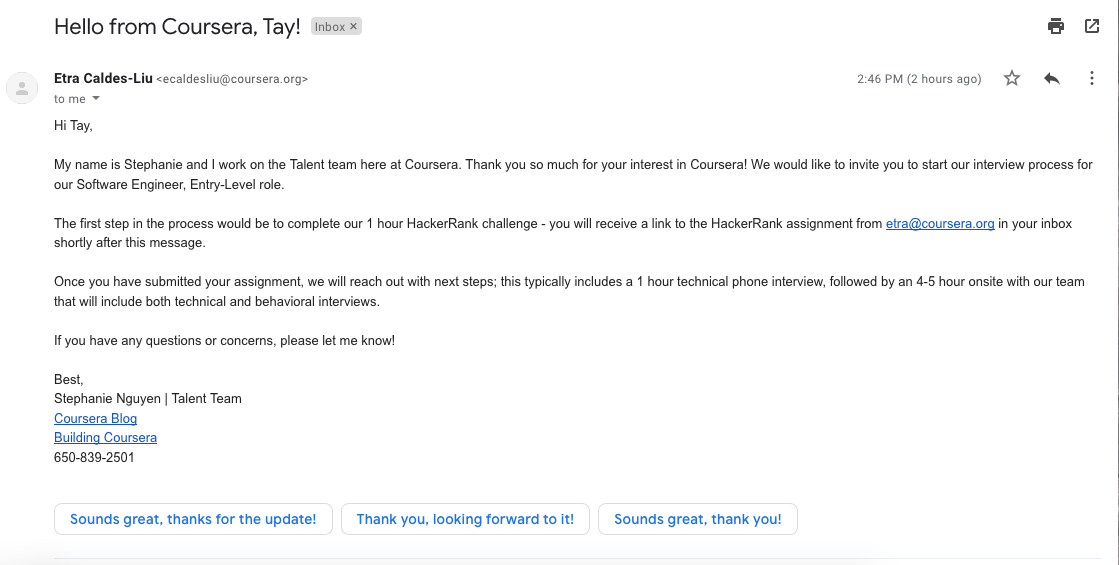 Hello from Coursera, Tay! Inbox ×
Etra Caldes-Liu <ecaldesliu@coursera.org> 2:46 PM (2 hours ago)
to me
Hi Tay,
My name is Stephanie and I work on the Talent team here at Coursera. Thank you so much for your interest in Coursera! We would like to invite you to start our interview process for
our Software Engineer, Entry-Level role.
The first step in the process would be to complete our 1 hour HackerRank challenge - you will receive a link to the HackerRank assignment from etra@coursera.org in your inbox
shortly after this message.
Once you have submitted your assignment, we will reach out with next steps; this typically includes a 1 hour technical phone interview, followed by an 4-5 hour onsite with our team
that will include both technical and behavioral interviews.
If you have any questions or concerns, please let me know!
Best,
Stephanie Nguyen | Talent Team
Coursera Blog
Building Coursera
650-839-2501
Sounds great, thanks for the update! Thank you, looking forward to it! Sounds great, thank you!